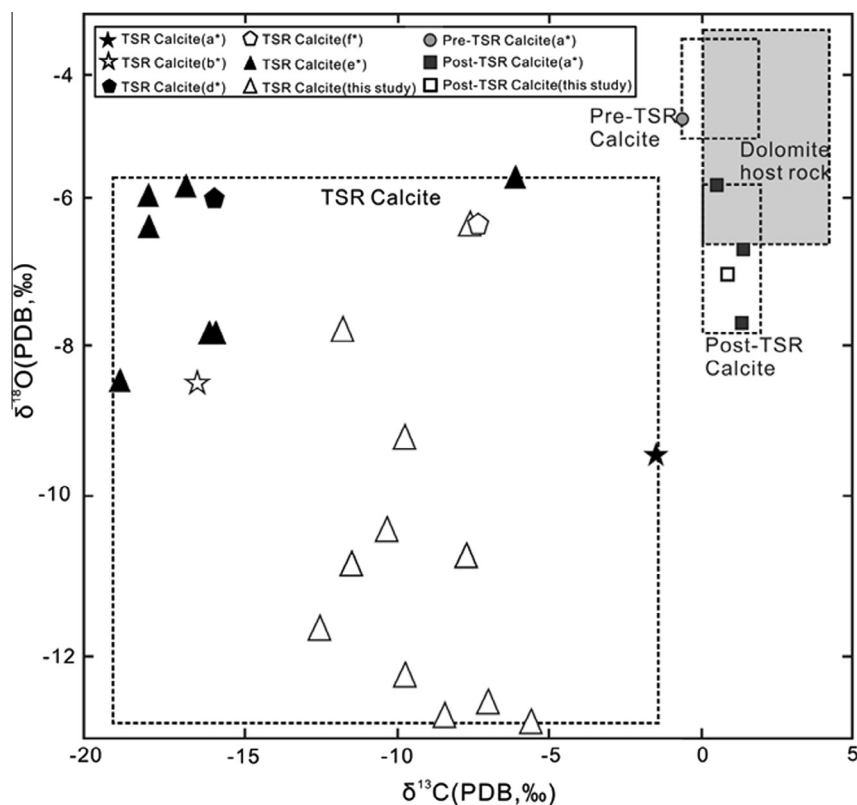 TSR Calcite(a*) TSR Calcite(f*) Pre-TSR Calcite(a*)
TSR Calcite(b*) TSR Calcite(e*) Post-TSR Calcite(a*)
TSR Calcite(d*) TSR Calcite(this study) Post-TSR Calcite(this study)
-4
Pre-TSR
Calcite
Dolomite
host rock
-6
TSR Calcite
-8
Post-TSR
Calcite
δ¹⁸O(PDB,‰)
-10
-12
-20 -15 -10 -5 0 5
δ¹³C(PDB,‰)